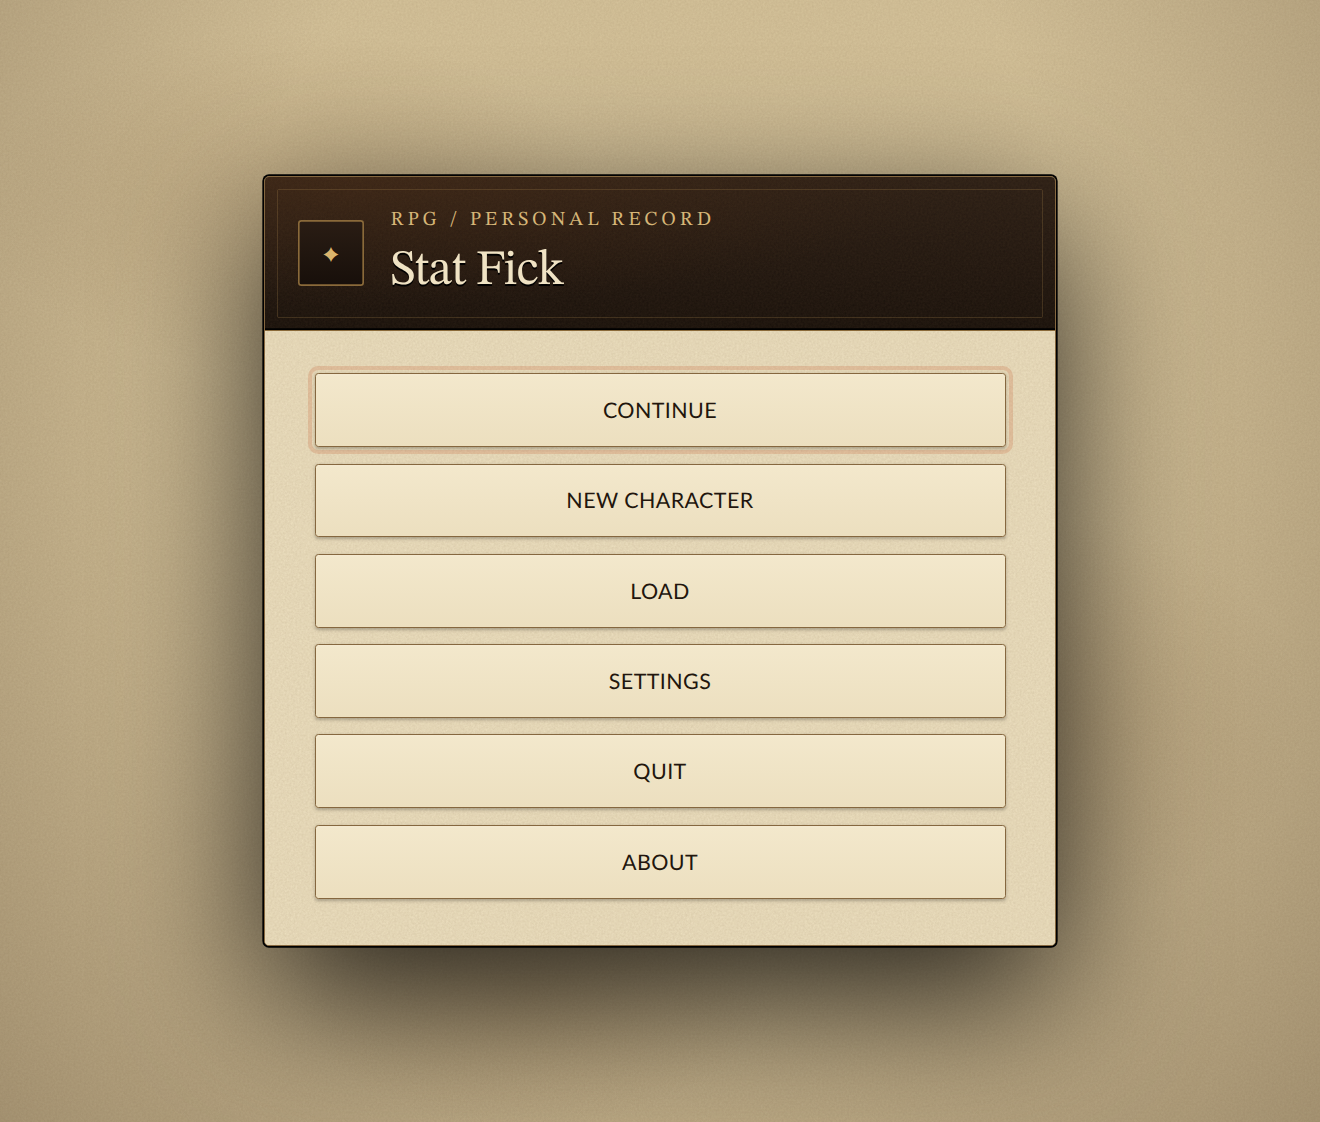 RPG / PERSONAL RECORD
Stat Fick
CONTINUE
NEW CHARACTER
LOAD
SETTINGS
QUIT
ABOUT